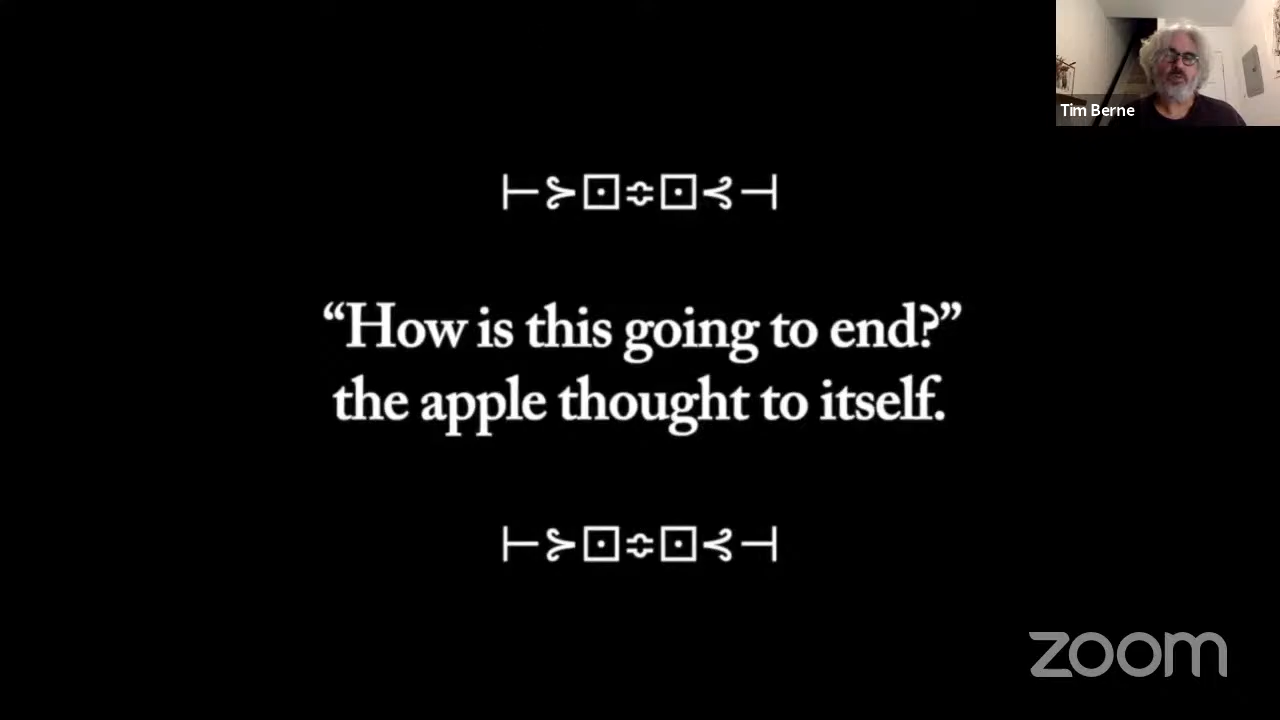 Tim Berne
⊢⊱⊡≎⊡⊰⊣
“How is this going to end?”
the apple thought to itself.
⊢⊱⊡≎⊡⊰⊣
zoom